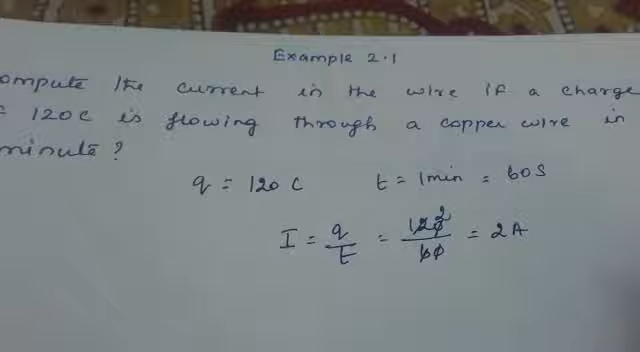 Example 2.1
ompute the current in the wire if a charge
120C is flowing through a copper wire in
minute?
q = 120 C t = 1min = 60S
I = q/t = 120/60 2 = 2A